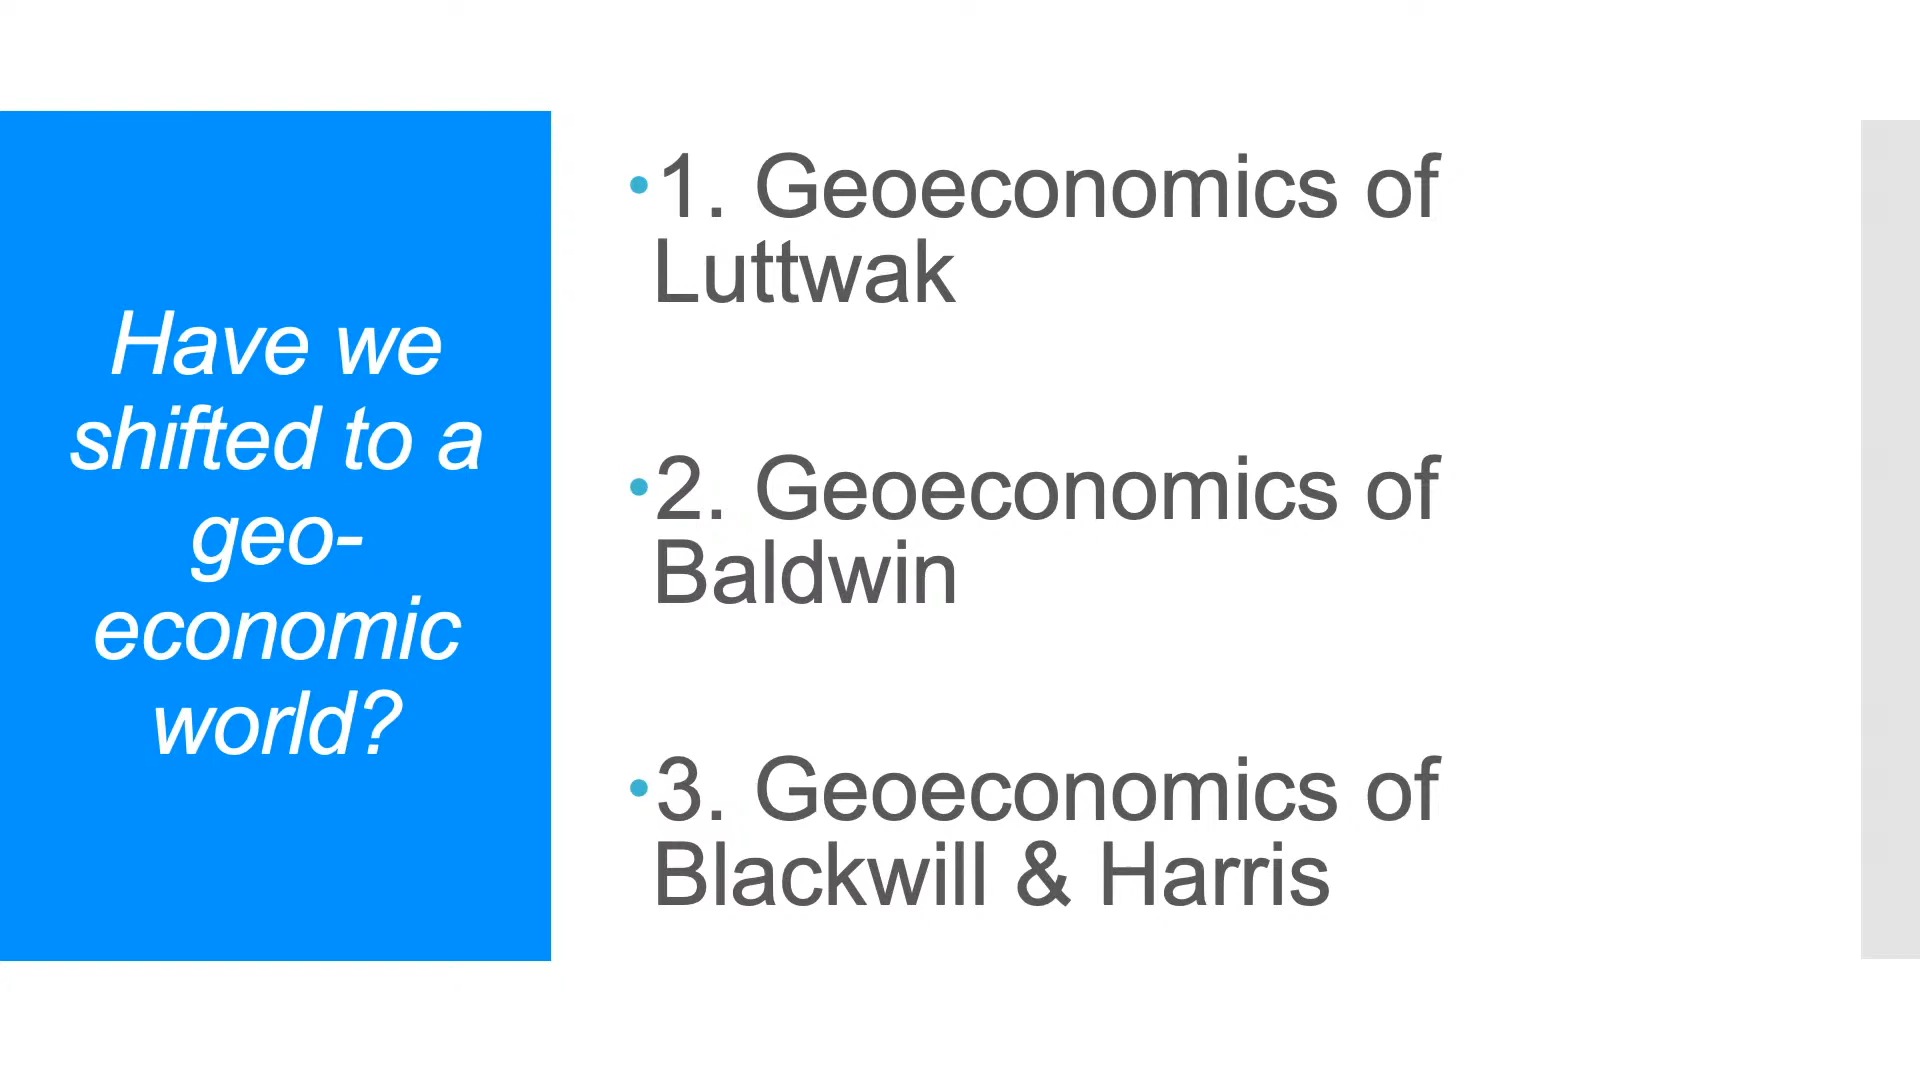 Have we
shifted to a
geo-
economic
world?
•1. Geoeconomics of
Luttwak
•2. Geoeconomics of
Baldwin
•3. Geoeconomics of
Blackwill & Harris